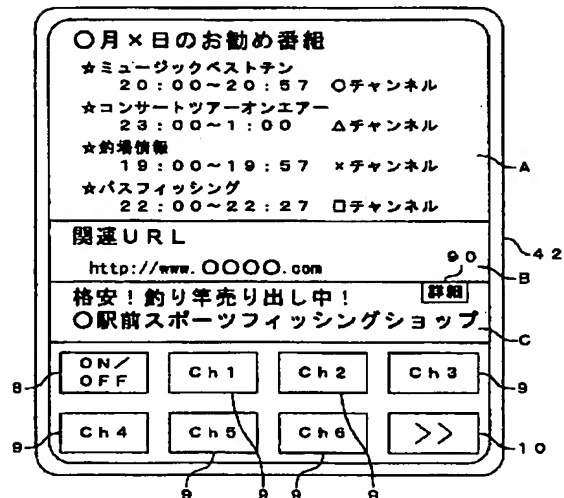 〇月×日のお勧め番組
☆ミュージックベストテン
20:00~20:57 〇チャンネル
☆コンサートツアーオンエアー
23:00~1:00 △チャンネル
☆釣場情報
19:00~19:57 ×チャンネル
☆バスフィッシング
22:00~22:27 □チャンネル
A
関連URL
42
http://www.〇〇〇〇.com
90
B
格安!釣り竿売り出し中!
詳細
〇駅前スポーツフィッシングショップ
C
8
ON/
OFF
Ch1
Ch2
Ch3
9
9
Ch4
Ch5
Ch6
>>
10
9 9 9 9